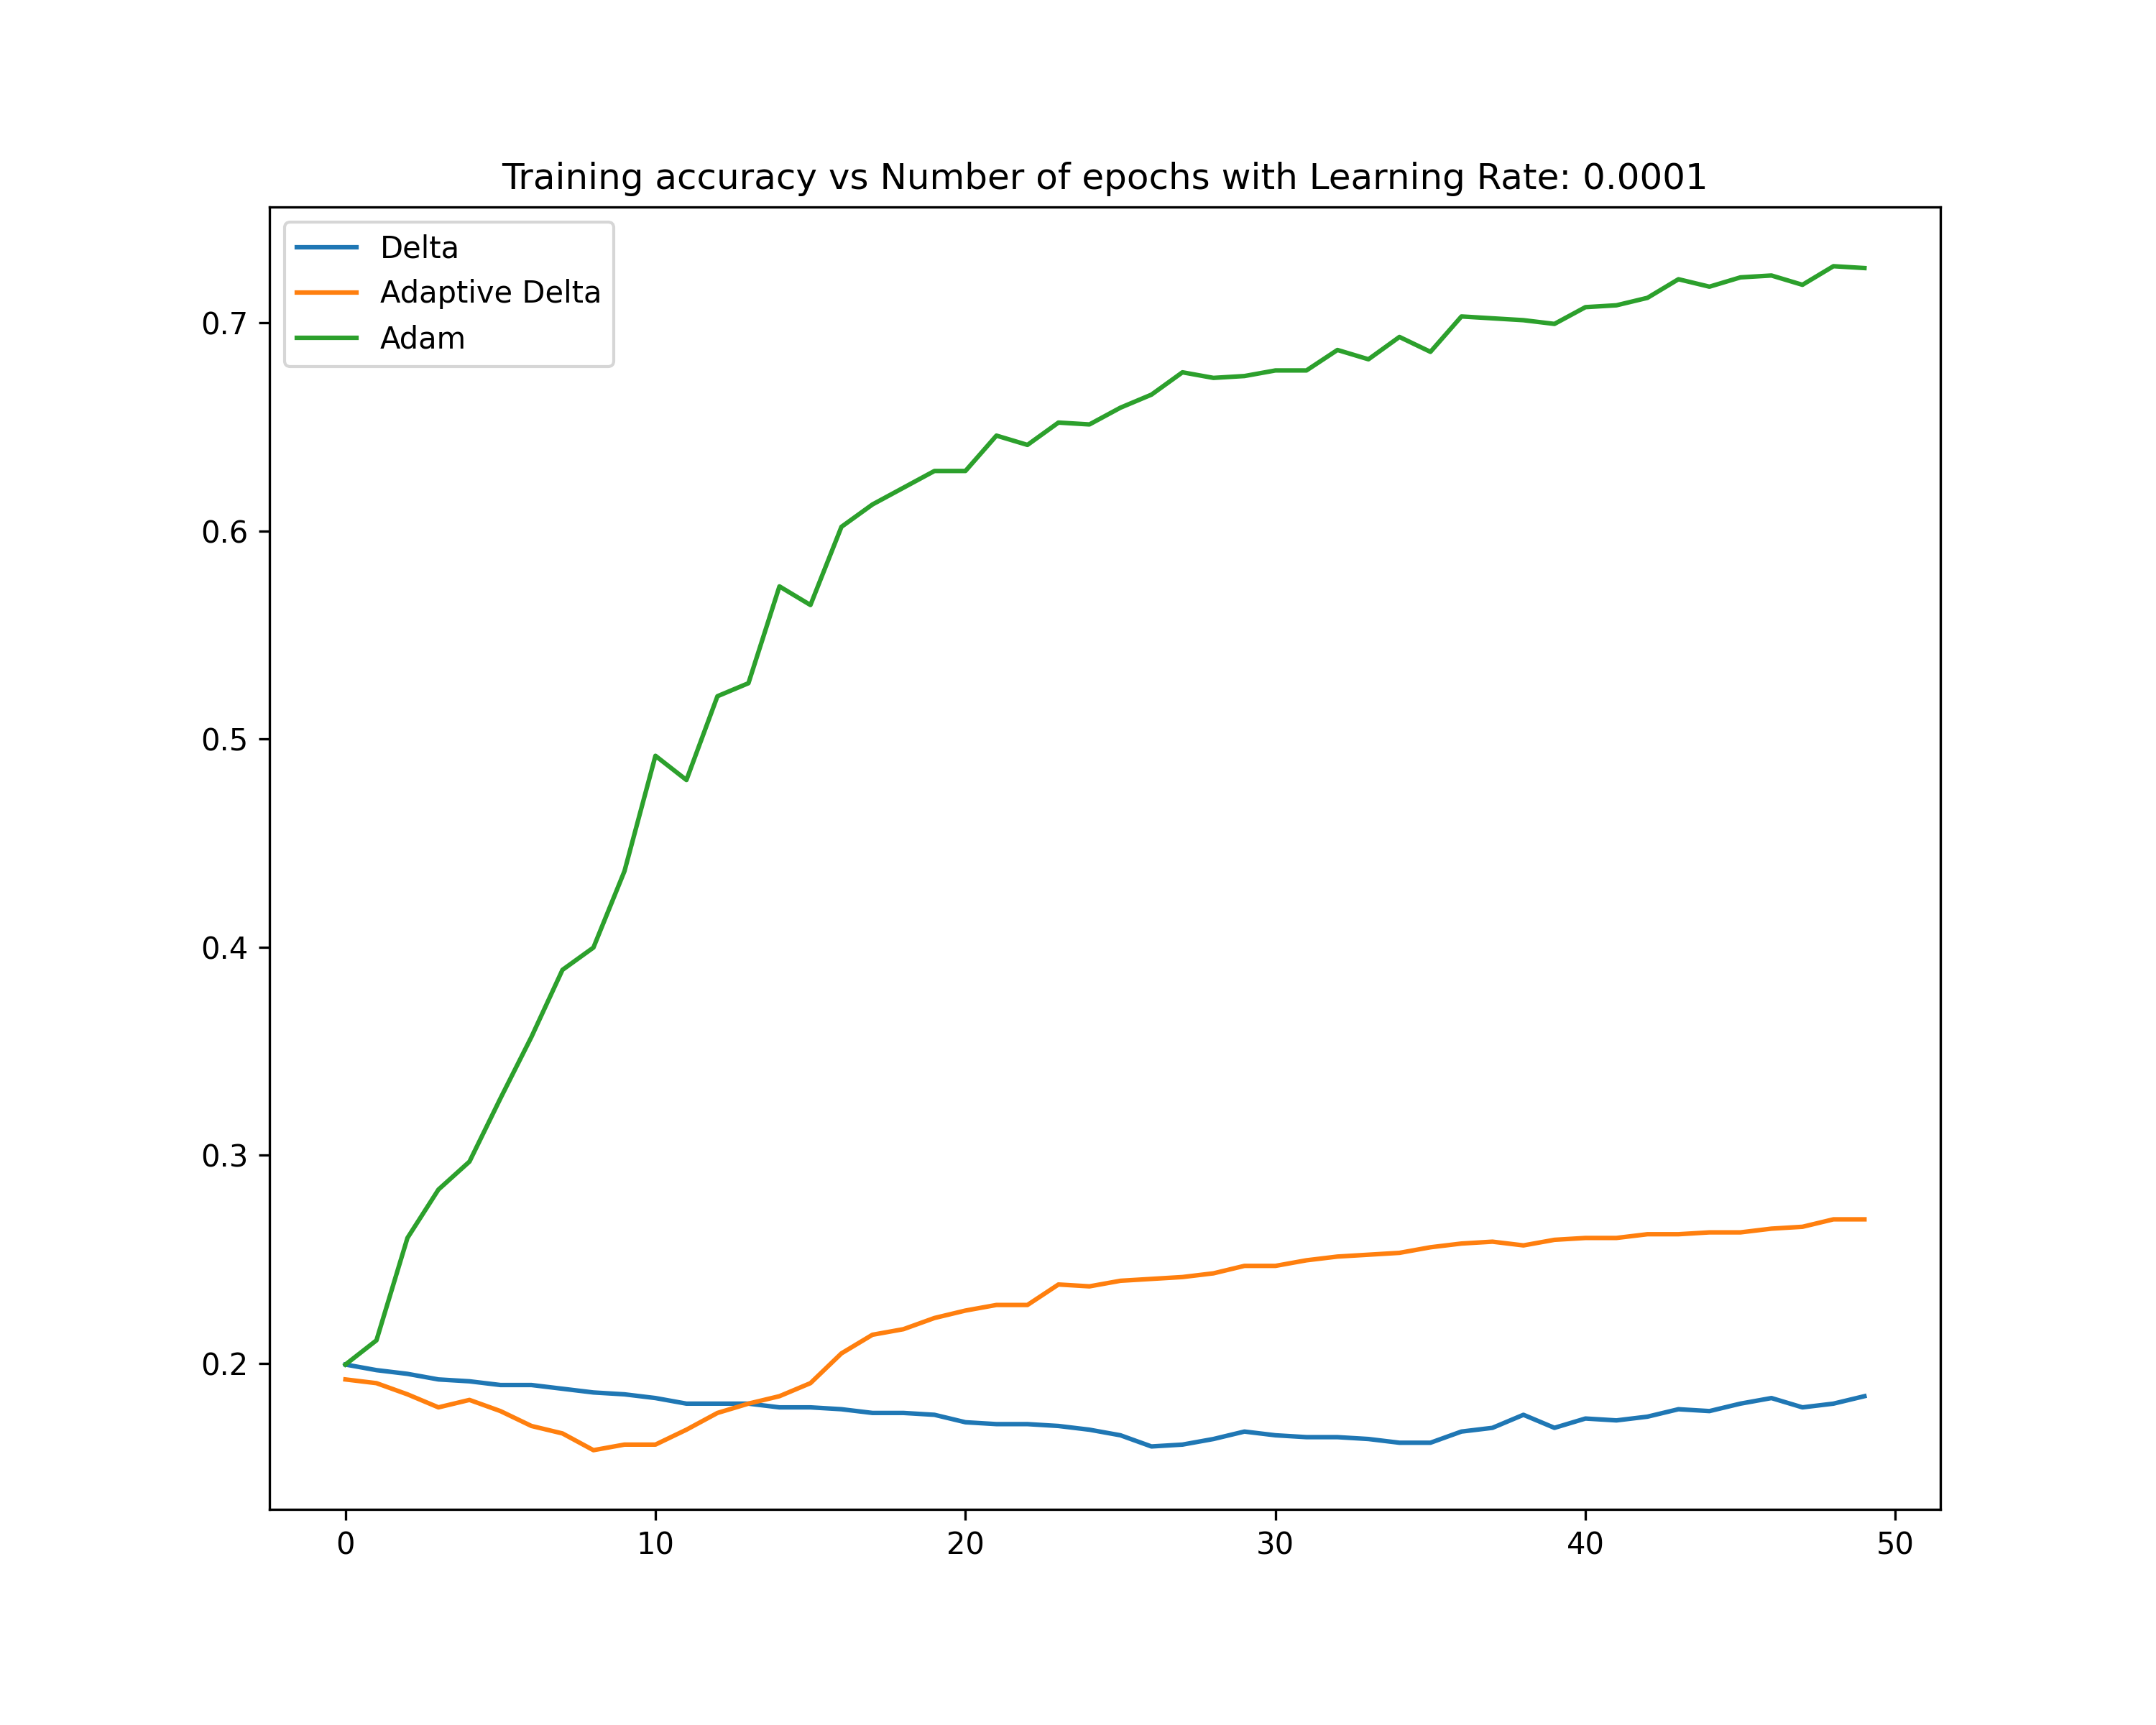 Training accuracy vs Number of epochs with Learning Rate: 0.0001
Delta
Adaptive Delta
Adam
0.7
0.6
0.5
0.4
0.3
0.2
0 10 20 30 40 50